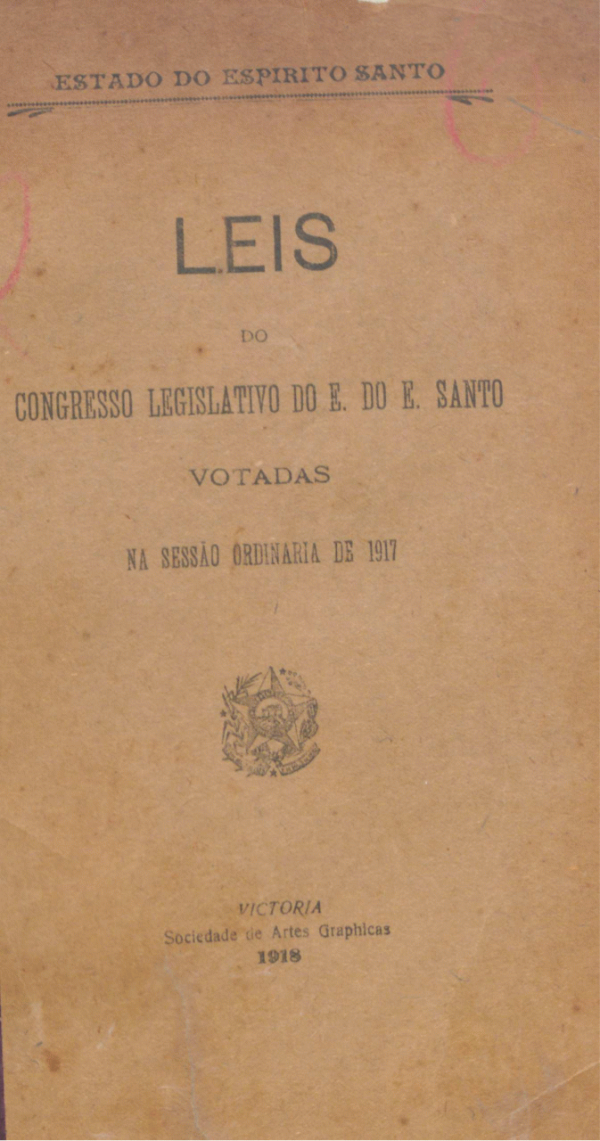 ESTADO DO ESPIRITO SANTO
LEIS
DO
CONGRESSO LEGISLATIVO DO E. DO E. SANTO
VOTADAS
NA SESSÃO ORDINARIA DE 1917
VICTORIA
Sociedade de Artes Graphicas
1918